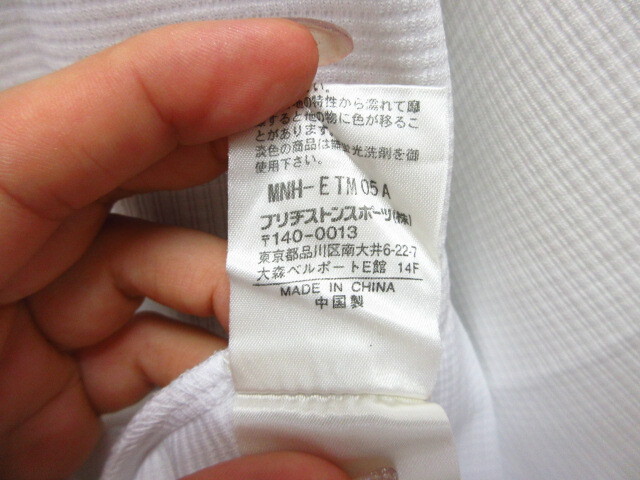 い。
の特性から濡れて摩
すると他の物に色が移るこ
とがあります。
淡色の商品は無蛍光洗剤を御
使用下さい。
MNH-ETM05A
ブリヂストンスポーツ(株)
〒140-0013
東京都品川区南大井6-22-7
大森ベルポートE館 14F
MADE IN CHINA
中国製